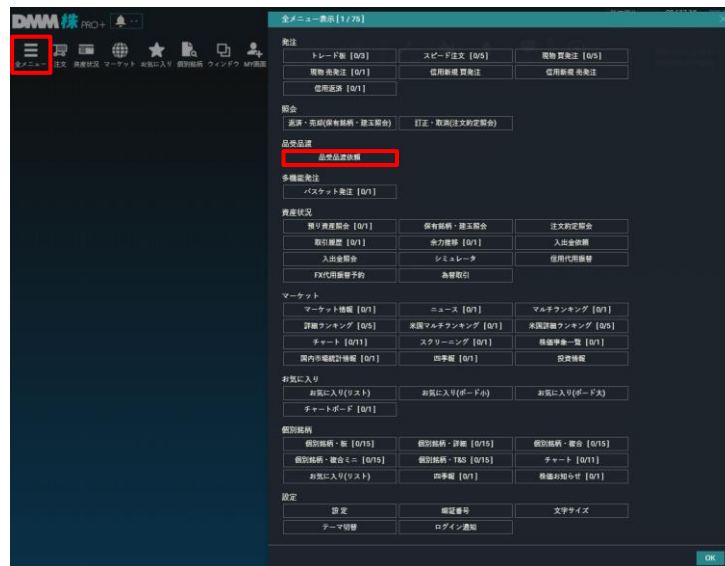 DMM 株 PRO+
全メニュー 注文 資産状況 マーケット お気に入り 個別銘柄 ウィンドウ MY画面
全メニュー表示 [1 / 75]
発注
トレード板 [0/3] スピード注文 [0/5] 現物 買発注 [0/5]
現物 売発注 [0/1] 信用新規 買発注 信用新規 売発注
信用返済 [0/1]
照会
返済・売却(保有銘柄・建玉照会) 訂正・取消(注文約定照会)
品受品渡
品受品渡依頼
多機能発注
バスケット発注 [0/1]
資産状況
預り資産照会 [0/1] 保有銘柄・建玉照会 注文約定照会
取引履歴 [0/1] 余力推移 [0/1] 入出金依頼
入出金照会 シミュレータ 信用代用振替
FX代用振替予約 為替取引
マーケット
マーケット情報 [0/1] ニュース [0/1] マルチランキング [0/1]
詳細ランキング [0/5] 米国マルチランキング [0/1] 米国詳細ランキング [0/5]
チャート [0/11] スクリーニング [0/1] 株価準表一覧 [0/1]
国内市場統計情報 [0/1] 四季報 [0/1] 投資情報
お気に入り
お気に入り(リスト) お気に入り(ボード小) お気に入り(ボード大)
チャートボード [0/1]
個別銘柄
個別銘柄・板 [0/15] 個別銘柄・詳細 [0/15] 個別銘柄・複合 [0/15]
個別銘柄・複合ミニ [0/15] 個別銘柄・T&S [0/15] チャート [0/11]
お気に入り(リスト) 四季報 [0/1] 株価お知らせ [0/1]
設定
設定 暗証番号 文字サイズ
テーマ切替 ログイン通知
OK